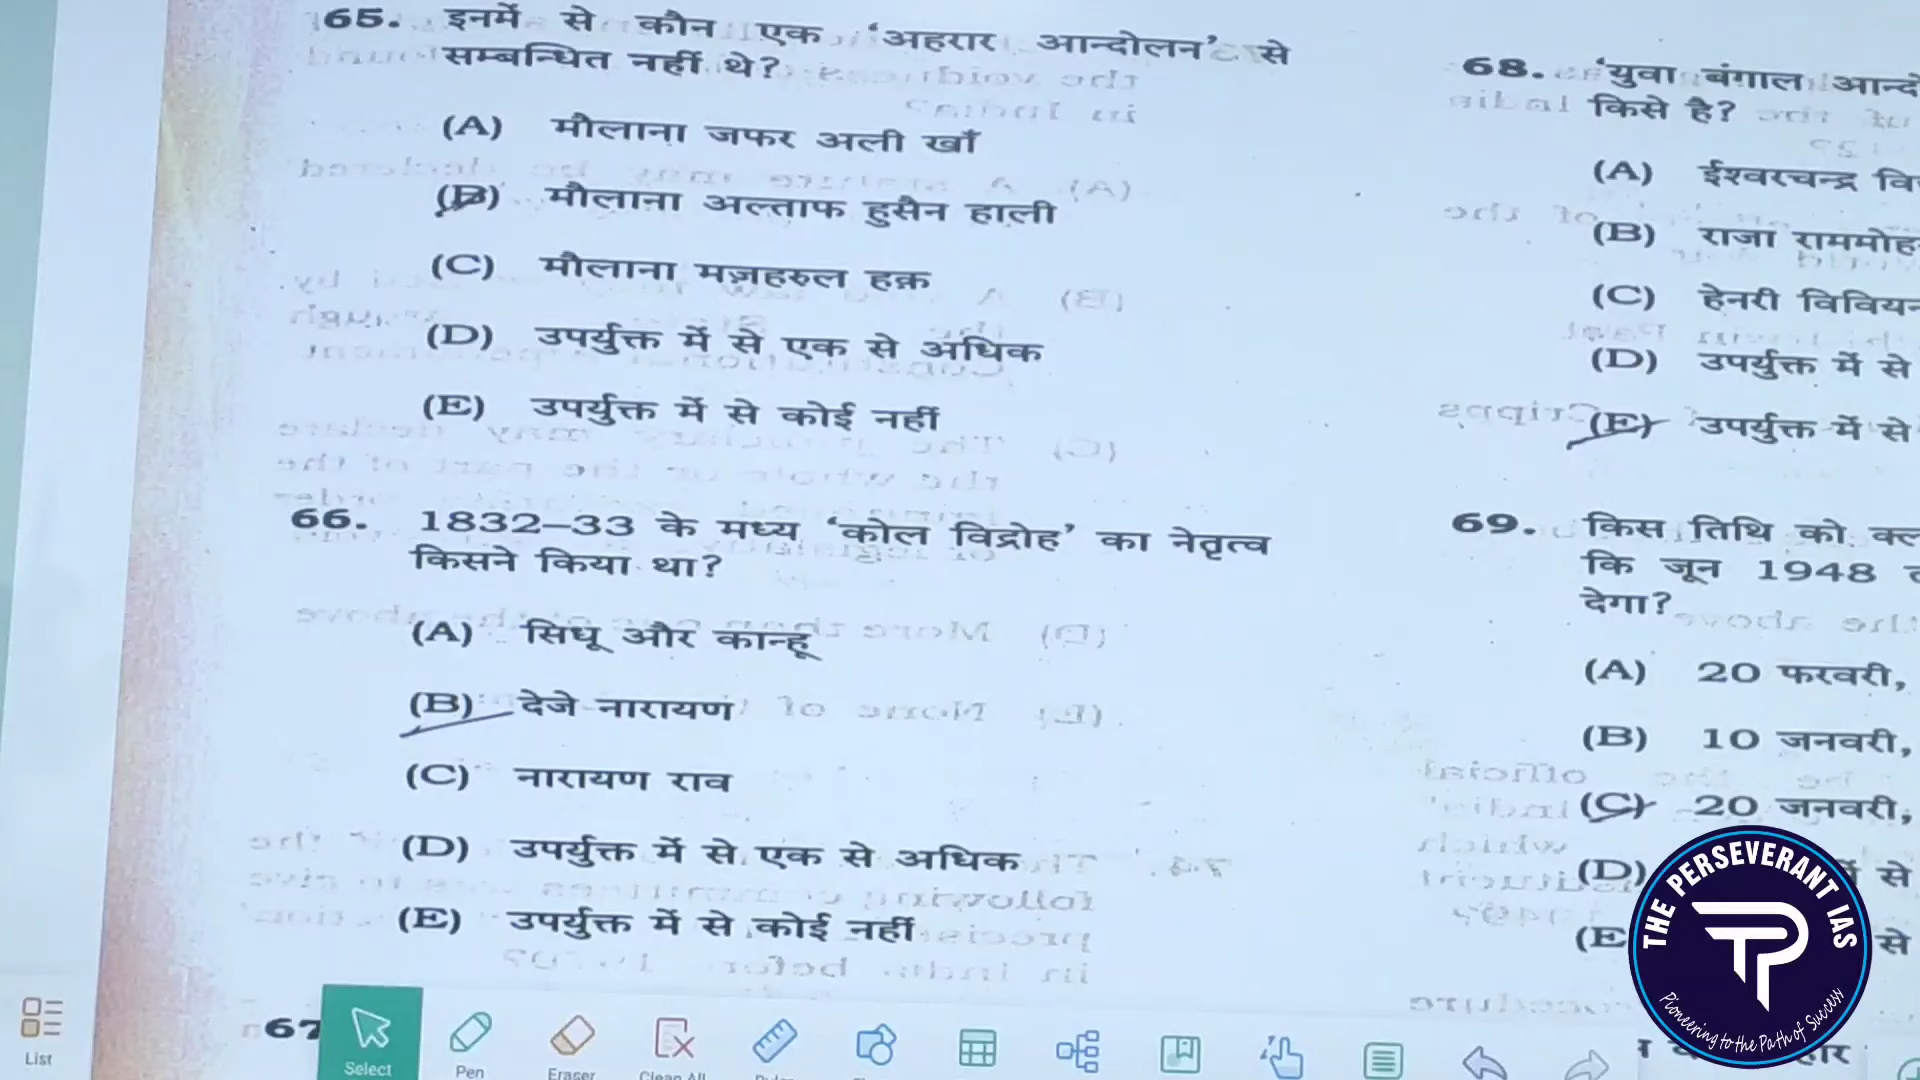 65. इनमें से कौन एक ‘अहरार आन्दोलन’ से
सम्बन्धित नहीं थे?
(A) मौलाना जफर अली खाँ
(B) मौलाना अल्ताफ हुसैन हाली
(C) मौलाना मज़हरुल हक़
(D) उपर्युक्त में से एक से अधिक
(E) उपर्युक्त में से कोई नहीं
66. 1832–33 के मध्य ‘कोल विद्रोह’ का नेतृत्व
किसने किया था?
(A) सिधू और कान्हू
(B) देजे नारायण
(C) नारायण राव
(D) उपर्युक्त में से एक से अधिक
(E) उपर्युक्त में से कोई नहीं
67
68. ‘युवा बंगाल
किसे है?
(A) ईश्वरचन्द्र
(B) राजा
(C) हेनरी
(D) उपर्युक्त में से
(E) उपर्युक्त में से
69. किस तिथि को
कि जून 1948
देगा?
(A) 20 फरवरी,
(B) 10 जनवरी,
(C) 20 जनवरी,
(D) से
(E से
THE PERSEVERANT IAS
Pioneering to the Path of Success
List
Select
Pen
Eraser
Clean All